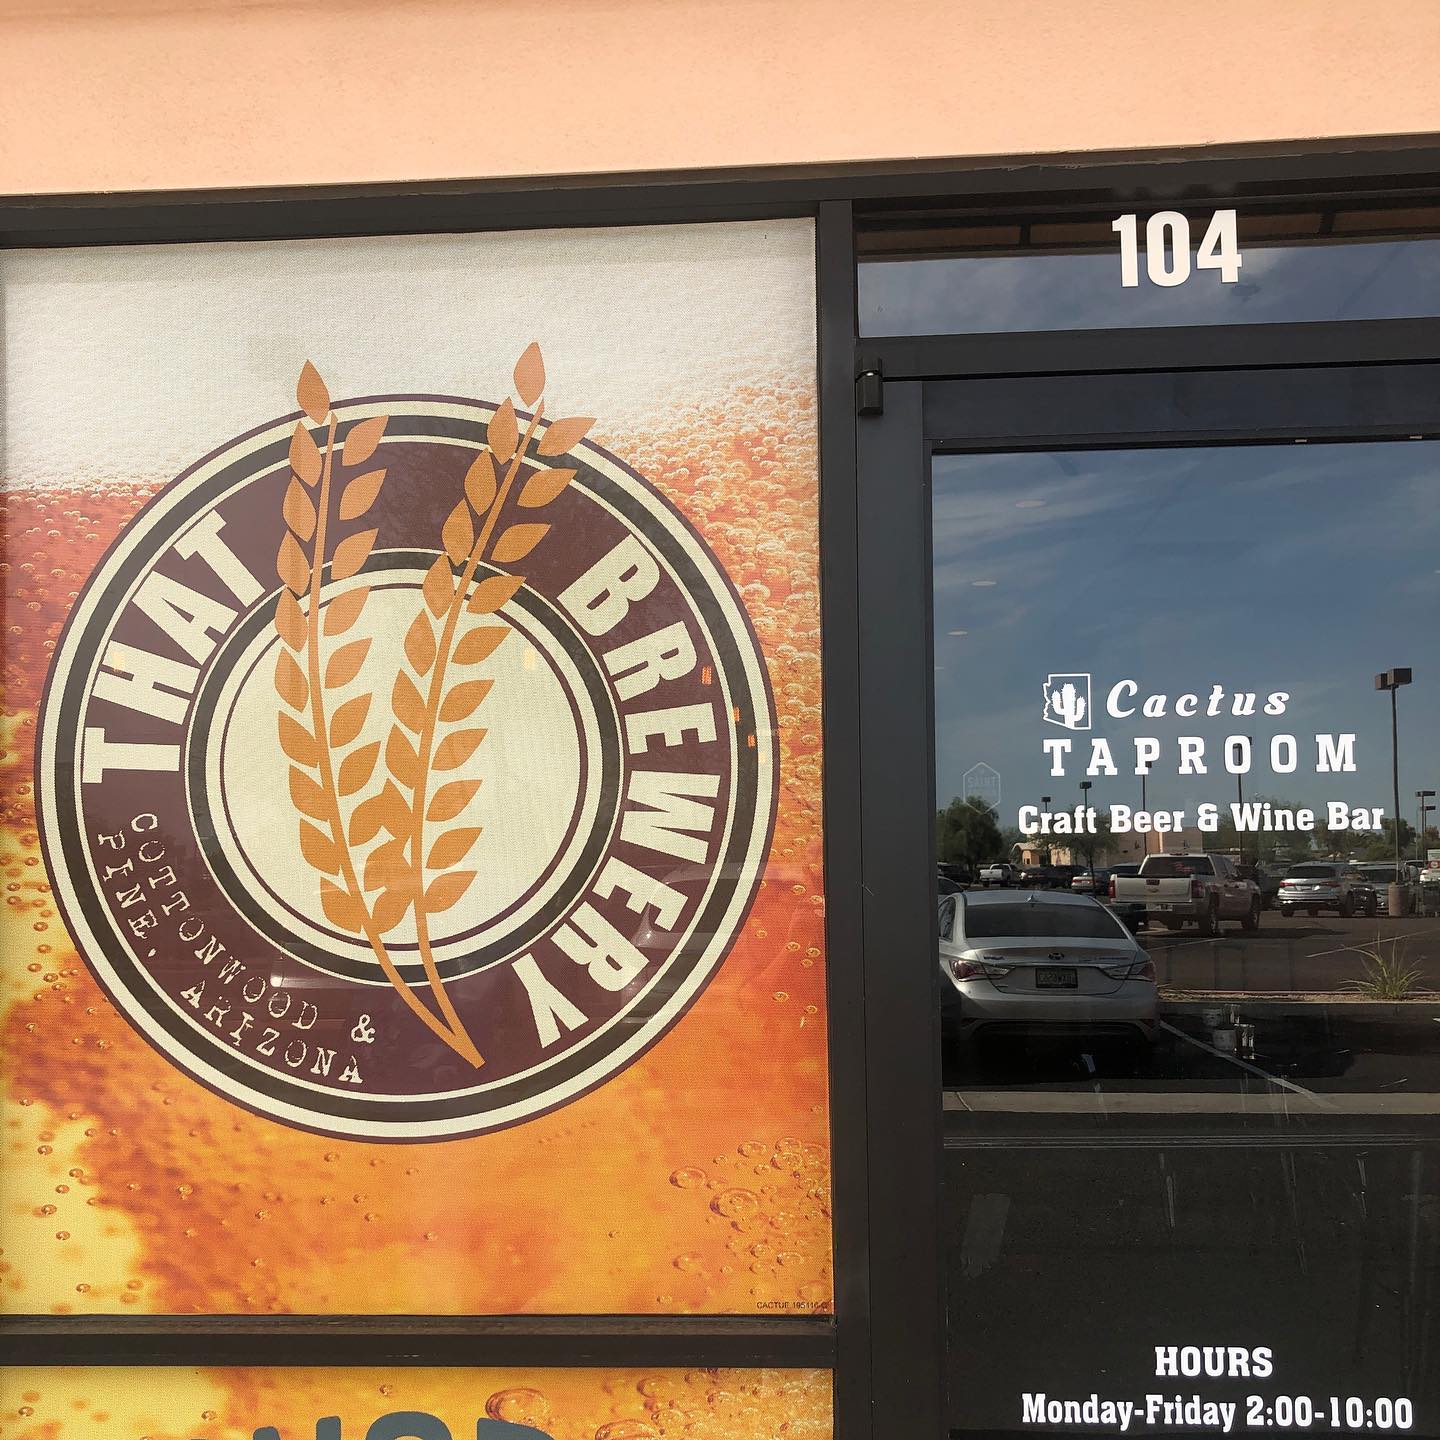 THAT BREWERY
COTTONWOOD &
PINE, ARIZONA
104
Cactus
TAPROOM
Craft Beer & Wine Bar
SAINT
HOURS
Monday-Friday 2:00-10:00